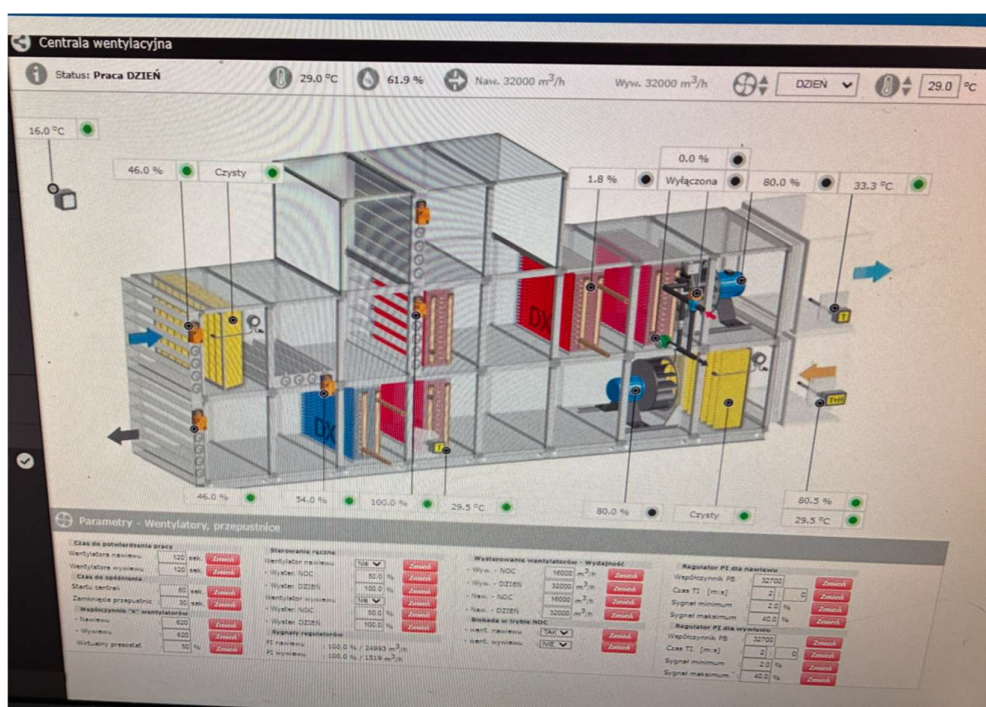 Centrala wentylacyjna
Status: Praca DZIEŃ
29.0 °C
61.9 %
Naw. 32000 m³/h
Wyw. 32000 m³/h
DZIEŃ
29.0 °C
16.0 °C
46.0 %
Czysty
0.0 %
1.8 %
Wyłączona
80.0 %
33.3 °C
DX
T
T+H
DX
T
46.0 %
54.0 %
100.0 %
29.5 °C
80.0 %
Czysty
80.5 %
29.5 °C
Parametry - Wentylatory, przepustnice
Czas do potwierdzenia pracy
Wentylatora nawiewu 120 sek. Zmień
Wentylatora wywiewu 120 sek. Zmień
Czas do opóźnienia
Startu centrali 60 sek. Zmień
Zamknięcie przepustnic 30 sek. Zmień
Współczynnik "k" wentylatorów
- Nawiewu 620 Zmień
- Wywiewu 600 Zmień
Wirtualny presostat 50 % Zmień
Sterowanie ręczne
Wentylator nawiewu Nie Zmień
- Wyster. NOC 50.0 % Zmień
- Wyster. DZIEŃ 100.0 % Zmień
Wentylator wywiewu Nie Zmień
- Wyster. NOC 50.0 % Zmień
- Wyster. DZIEŃ 100.0 % Zmień
Sygnały regulatorów
PI nawiewu : 100.0 % / 24993 m³/h
PI wywiewu : 100.0 % / 1519 m³/h
Wysterowanie wentylatorów - Wydajność
- Wyw. - NOC 16000 m³/h Zmień
- Wyw. - DZIEŃ 32000 m³/h Zmień
- Naw. - NOC 16000 m³/h Zmień
- Naw. - DZIEŃ 32000 m³/h Zmień
Blokada w trybie NOC
- went. nawiewu TAK Zmień
- went. wywiewu NIE Zmień
Regulator PI dla nawiewu
Współczynnik PB 32700 Zmień
Czas TI [m:s] 2 : 0 Zmień
Sygnał minimum 2.0 % Zmień
Sygnał maksimum 40.0 % Zmień
Regulator PI dla wywiewu
Współczynnik PB 32700 Zmień
Czas TI [m:s] 2 : 0 Zmień
Sygnał minimum 2.0 % Zmień
Sygnał maksimum 40.0 % Zmień